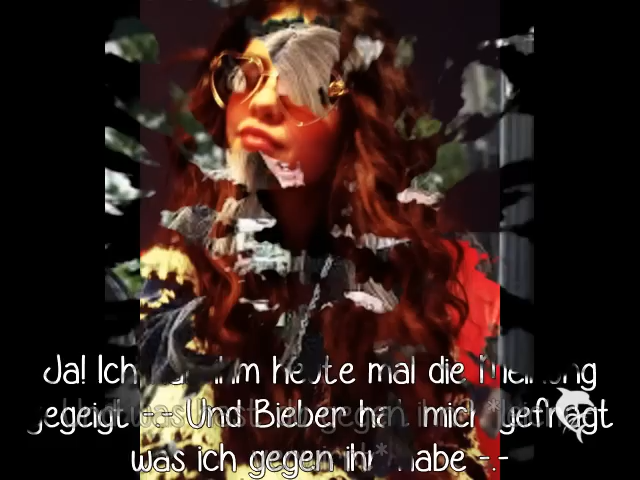 Ja! Ich ihm heute mal die Meinung
gegeigt -.- Und Bieber hat mich gefragt
was ich gegen ihn habe -.-